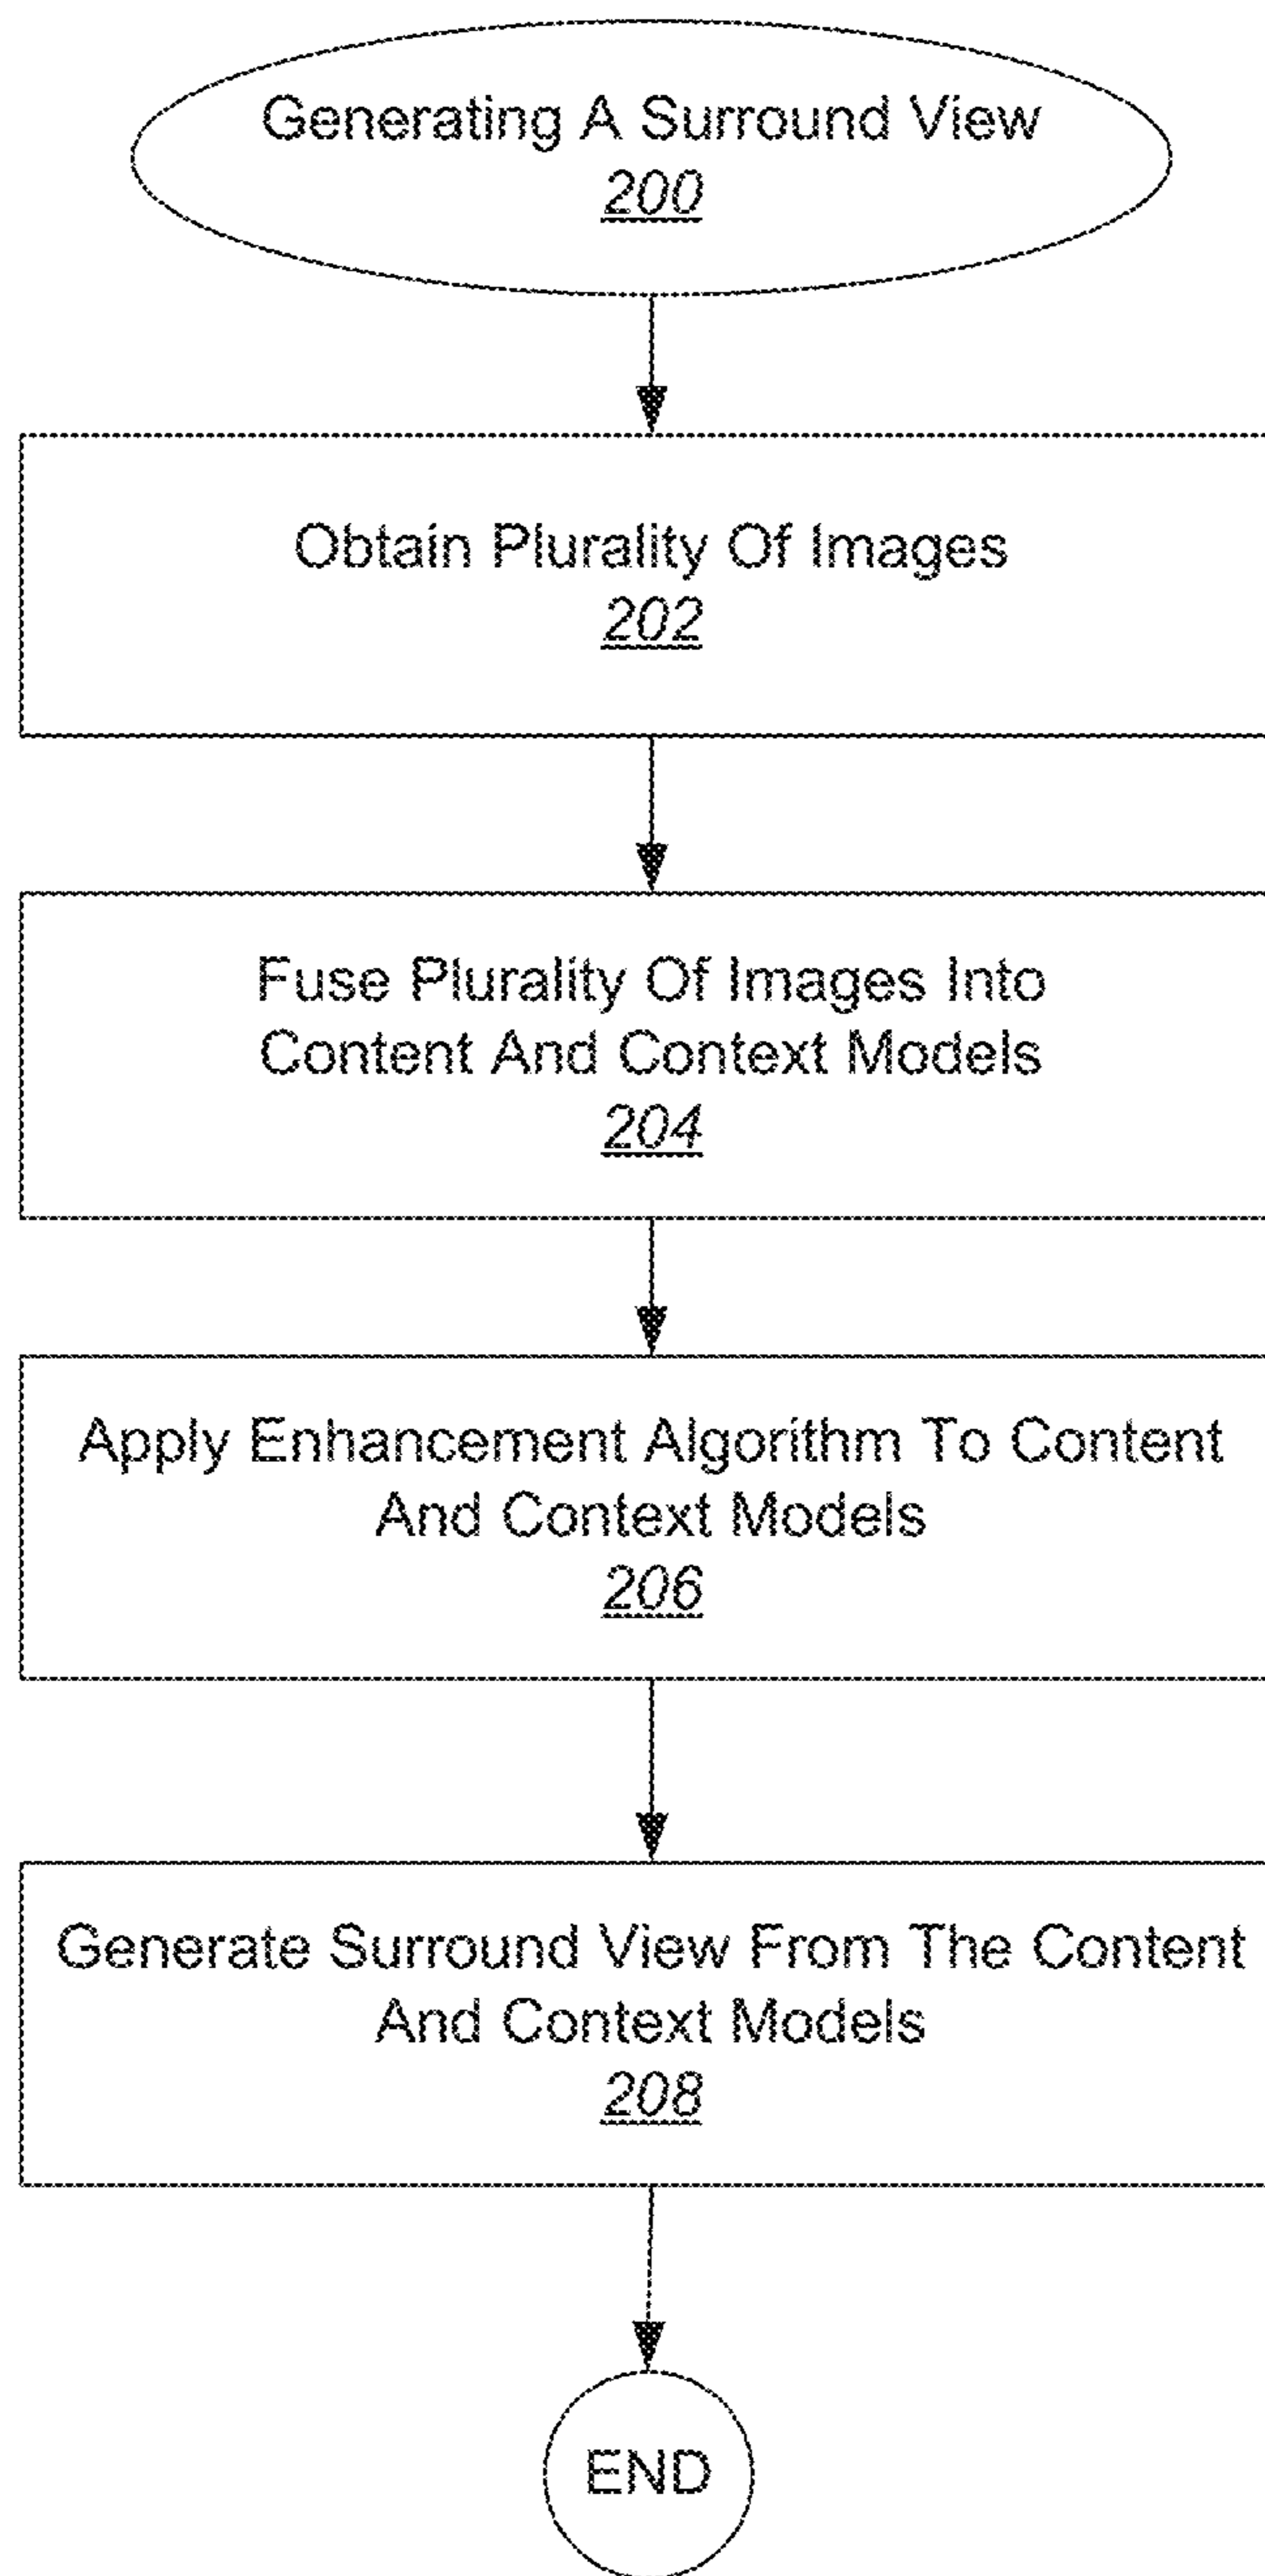 Generating A Surround View
200
Obtain Plurality Of Images
202
Fuse Plurality Of Images Into
Content And Context Models
204
Apply Enhancement Algorithm To Content
And Context Models
206
Generate Surround View From The Content
And Context Models
208
END